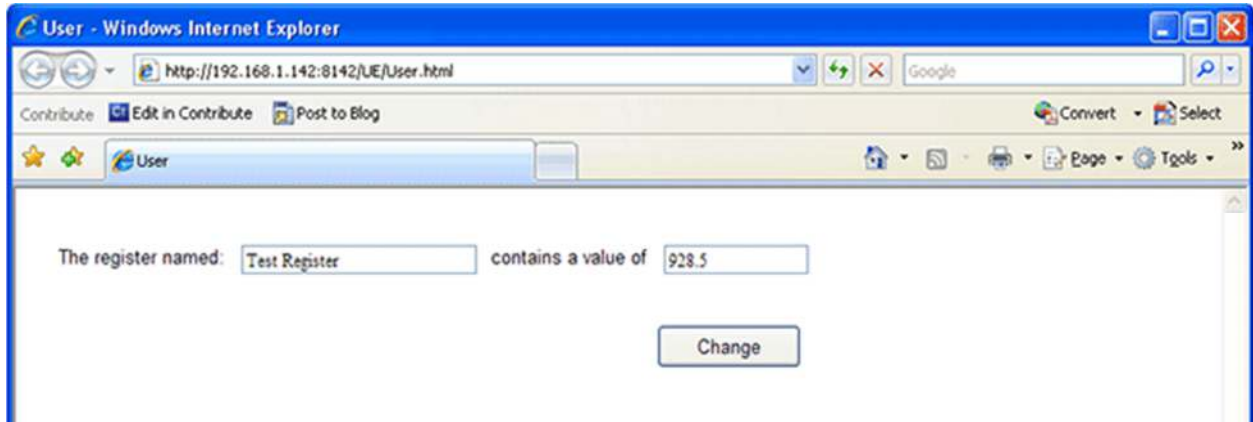 User - Windows Internet Explorer
http://192.168.1.142:8142/UE/User.html
Google
Contribute Edit in Contribute Post to Blog
Convert Select
User
Page Tools »
The register named: Test Register contains a value of 928.5
Change